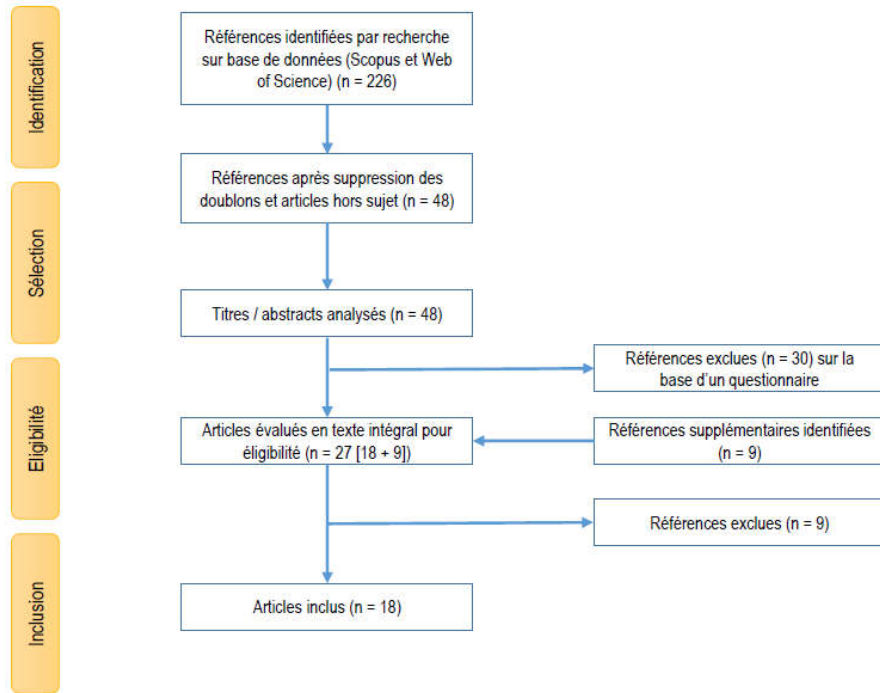 Identification
Références identifiées par recherche
sur base de données (Scopus et Web
of Science) (n = 226)
Références après suppression des
doublons et articles hors sujet (n = 48)
Sélection
Titres / abstracts analysés (n = 48)
Références exclues (n = 30) sur la
base d'un questionnaire
Eligibilité
Articles évalués en texte intégral pour
éligibilité (n = 27 [18 + 9])
Références supplémentaires identifiées
(n = 9)
Références exclues (n = 9)
Inclusion
Articles inclus (n = 18)